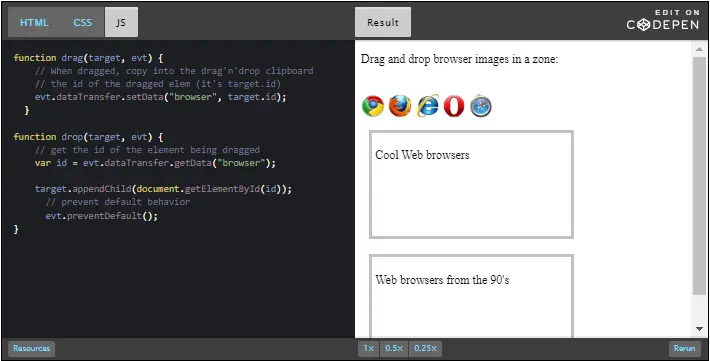 HTML CSS JS
Result
EDIT ON
CODEPEN
function drag(target, evt) {
// When dragged, copy into the drag'n'drop clipboard
// the id of the dragged elem (it's target.id)
evt.dataTransfer.setData("browser", target.id);
}
function drop(target, evt) {
// get the id of the element being dragged
var id = evt.dataTransfer.getData("browser");
target.appendChild(document.getElementById(id));
// prevent default behavior
evt.preventDefault();
}
Drag and drop browser images in a zone:
Cool Web browsers
Web browsers from the 90's
Resources
1× 0.5× 0.25×
Rerun